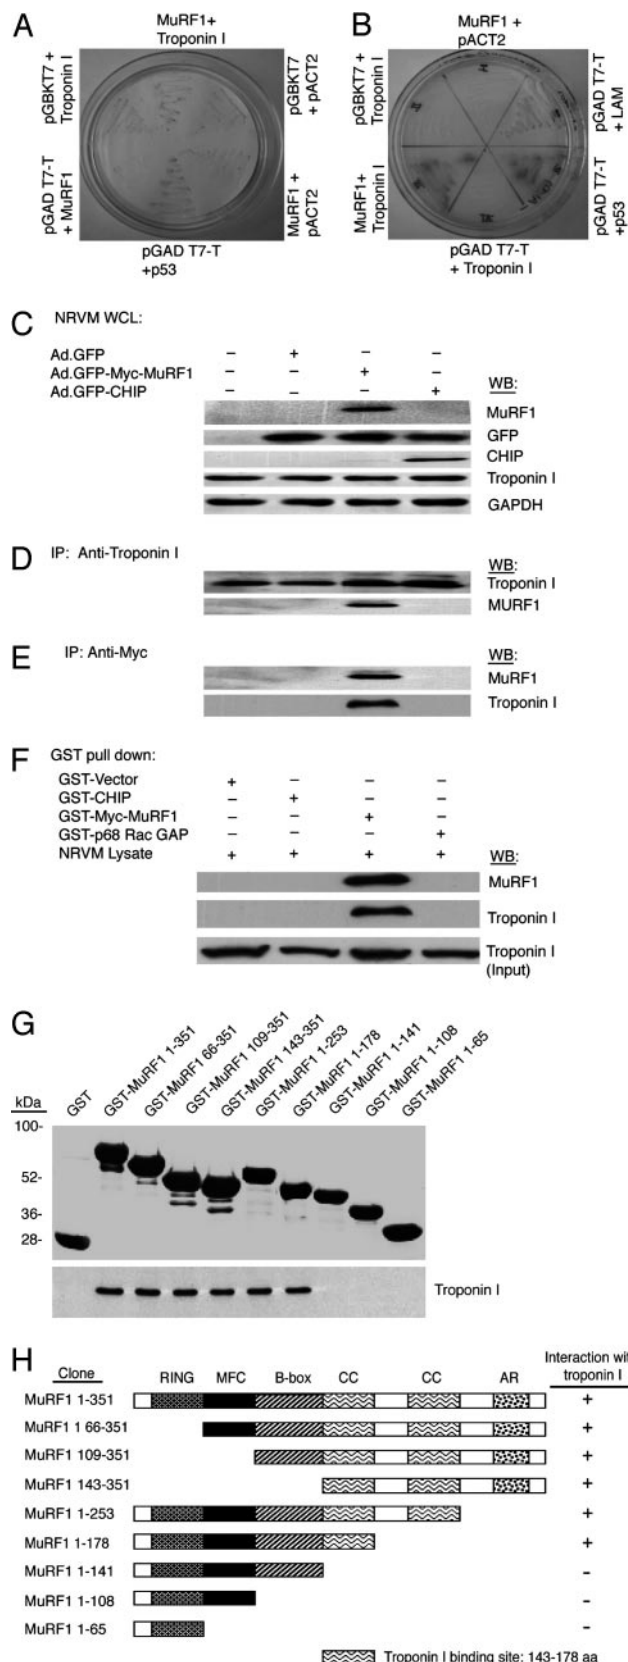 A
MuRF1+
Troponin I
pGBKT7 +
Troponin I
pGBKT7
+ pACT2
pGAD T7-T
+ MuRF1
MuRF1 +
pACT2
pGAD T7-T
+p53
B
MuRF1 +
pACT2
pGBKT7 +
Troponin I
pGAD T7-T
+ LAM
MuRF1+
Troponin I
pGAD T7-T
+p53
pGAD T7-T
+ Troponin I
C NRVM WCL:
Ad.GFP – + – –
Ad.GFP-Myc-MuRF1 – – + –
Ad.GFP-CHIP – – – +
WB:
MuRF1
GFP
CHIP
Troponin I
GAPDH
D IP: Anti-Troponin I
WB:
Troponin I
MURF1
E IP: Anti-Myc
WB:
MuRF1
Troponin I
F GST pull down:
GST-Vector + – – –
GST-CHIP – + – –
GST-Myc-MuRF1 – – + –
GST-p68 Rac GAP – – – +
NRVM Lysate + + + +
WB:
MuRF1
Troponin I
Troponin I
(Input)
G
kDa
GST
GST-MuRF1 1-351
GST-MuRF1 66-351
GST-MuRF1 109-351
GST-MuRF1 143-351
GST-MuRF1 1-253
GST-MuRF1 1-178
GST-MuRF1 1-141
GST-MuRF1 1-108
GST-MuRF1 1-65
100-
52-
36-
28-
Troponin I
H
Clone RING MFC B-box CC CC AR
Interaction with
troponin I
MuRF1 1-351 +
MuRF1 1 66-351 +
MuRF1 109-351 +
MuRF1 143-351 +
MuRF1 1-253 +
MuRF1 1-178 +
MuRF1 1-141 –
MuRF1 1-108 –
MuRF1 1-65 –
Troponin I binding site: 143-178 aa